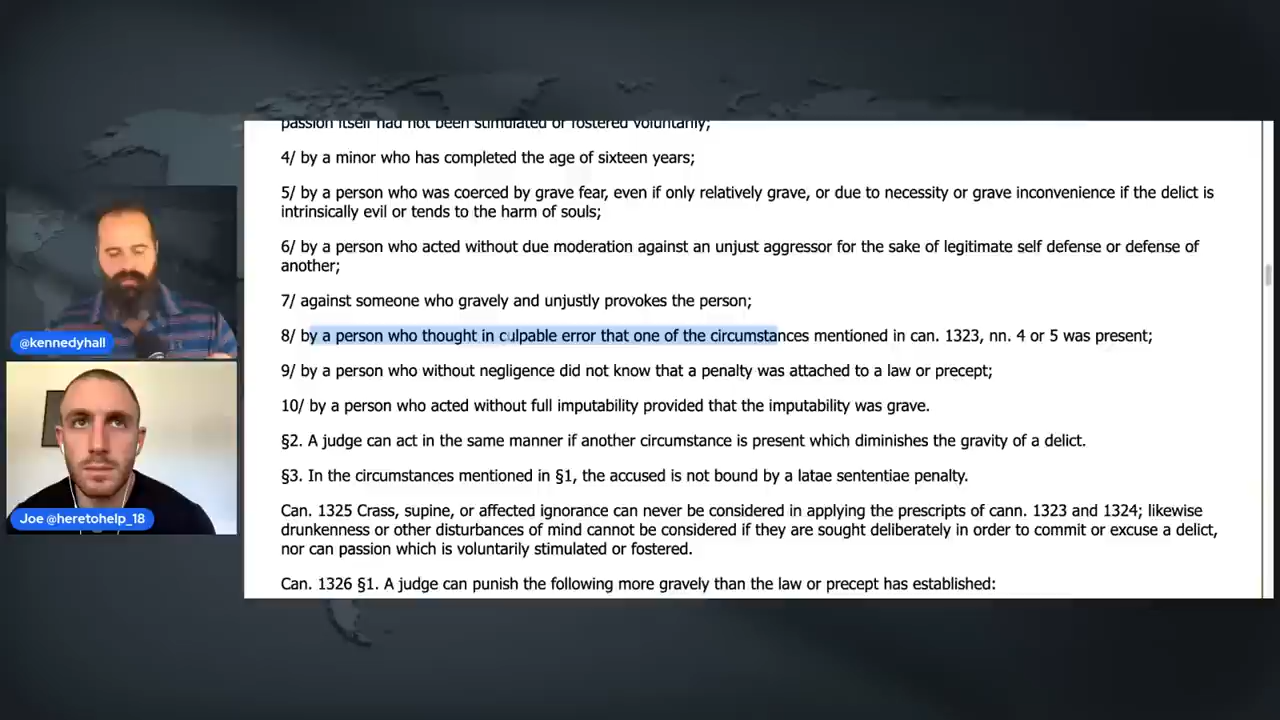 passion itself had not been stimulated or fostered voluntarily;
4/ by a minor who has completed the age of sixteen years;
5/ by a person who was coerced by grave fear, even if only relatively grave, or due to necessity or grave inconvenience if the delict is
intrinsically evil or tends to the harm of souls;
6/ by a person who acted without due moderation against an unjust aggressor for the sake of legitimate self defense or defense of
another;
7/ against someone who gravely and unjustly provokes the person;
8/ by a person who thought in culpable error that one of the circumstances mentioned in can. 1323, nn. 4 or 5 was present;
9/ by a person who without negligence did not know that a penalty was attached to a law or precept;
10/ by a person who acted without full imputability provided that the imputability was grave.
§2. A judge can act in the same manner if another circumstance is present which diminishes the gravity of a delict.
§3. In the circumstances mentioned in §1, the accused is not bound by a latae sententiae penalty.
Can. 1325 Crass, supine, or affected ignorance can never be considered in applying the prescripts of cann. 1323 and 1324; likewise
drunkenness or other disturbances of mind cannot be considered if they are sought deliberately in order to commit or excuse a delict,
nor can passion which is voluntarily stimulated or fostered.
Can. 1326 §1. A judge can punish the following more gravely than the law or precept has established:
@kennedyhall
Joe @heretohelp_18